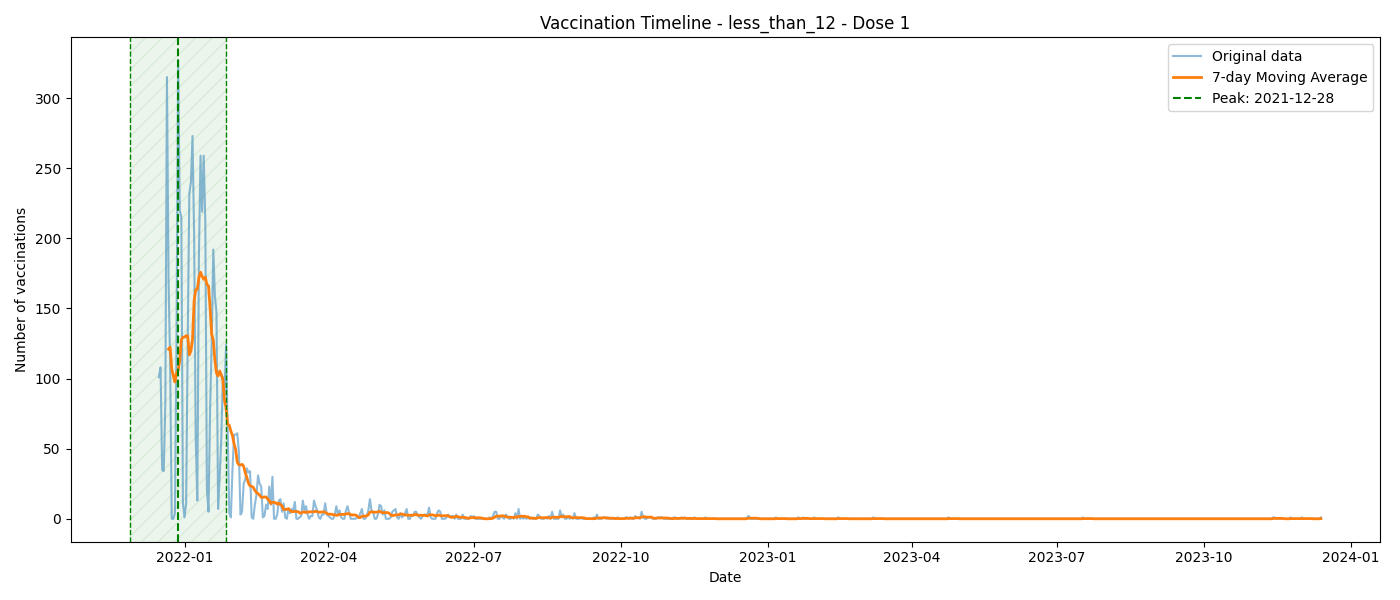 Vaccination Timeline - less_than_12 - Dose 1
Original data
7-day Moving Average
Peak: 2021-12-28
Number of vaccinations
300
250
200
150
100
50
0
2022-01
2022-04
2022-07
2022-10
2023-01
2023-04
2023-07
2023-10
2024-01
Date